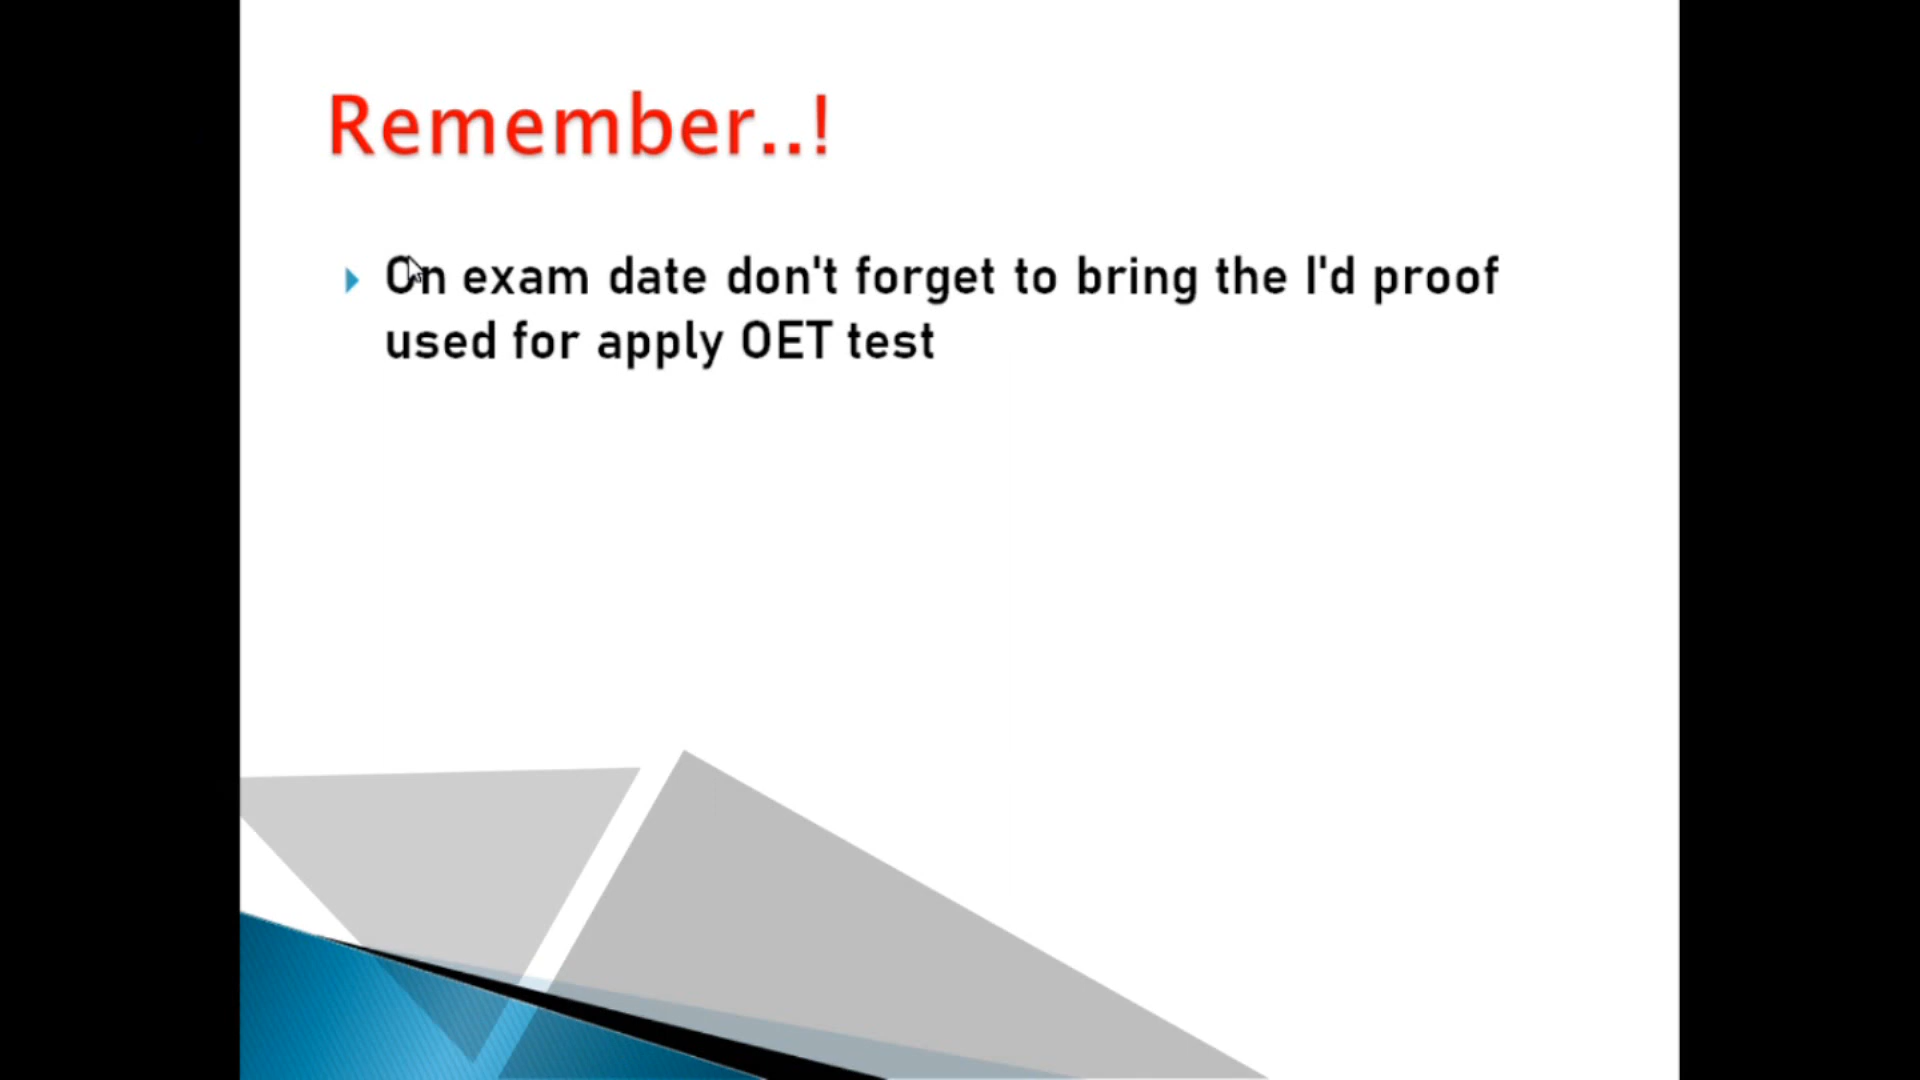 Remember..!
On exam date don't forget to bring the I'd proof
used for apply OET test